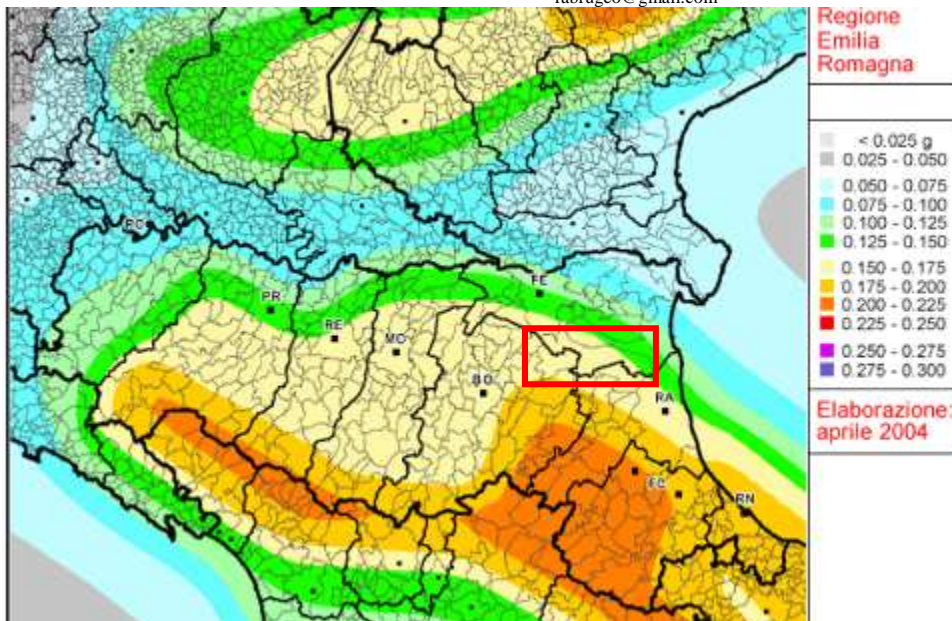 Regione
Emilia
Romagna
< 0.025 g
0.025 - 0.050
0.050 - 0.075
0.075 - 0.100
0.100 - 0.125
0.125 - 0.150
0.150 - 0.175
0.175 - 0.200
0.200 - 0.225
0.225 - 0.250
0.250 - 0.275
0.275 - 0.300
Elaborazione:
aprile 2004
PC
PR
RE
MO
BO
FE
RA
FC
RN